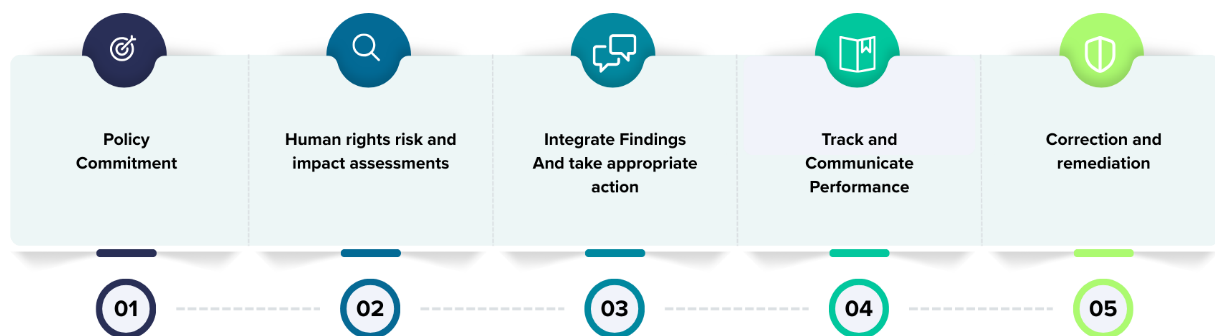 Policy
Commitment
Human rights risk and
impact assessments
Integrate Findings
And take appropriate
action
Track and
Communicate
Performance
Correction and
remediation
01
02
03
04
05